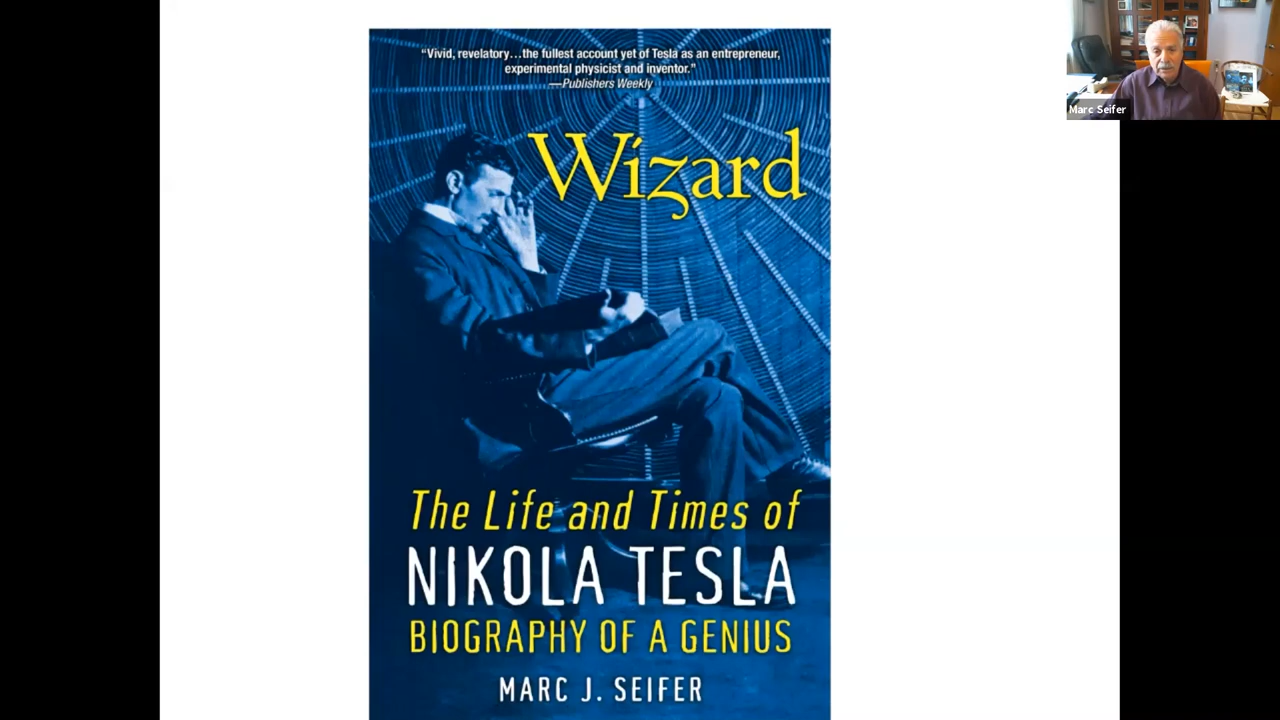 “Vivid, revelatory...the fullest account yet of Tesla as an entrepreneur,
experimental physicist and inventor.”
—Publishers Weekly
Wizard
The Life and Times of
NIKOLA TESLA
BIOGRAPHY OF A GENIUS
MARC J. SEIFER
Marc Seifer